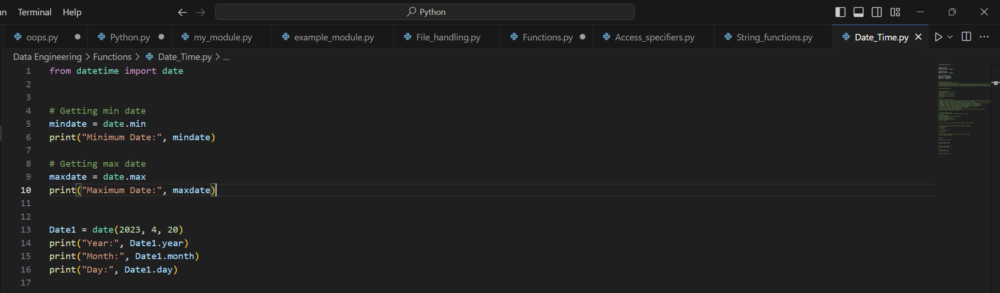 un Terminal Help Python
oops.py Python.py my_module.py example_module.py File_handling.py Functions.py Access_specifiers.py String_functions.py Date_Time.py
Data Engineering > Functions > Date_Time.py > ...
1 from datetime import date
2
3
4 # Getting min date
5 mindate = date.min
6 print("Minimum Date:", mindate)
7
8 # Getting max date
9 maxdate = date.max
10 print("Maximum Date:", maxdate)
11
12
13 Date1 = date(2023, 4, 20)
14 print("Year:", Date1.year)
15 print("Month:", Date1.month)
16 print("Day:", Date1.day)
17